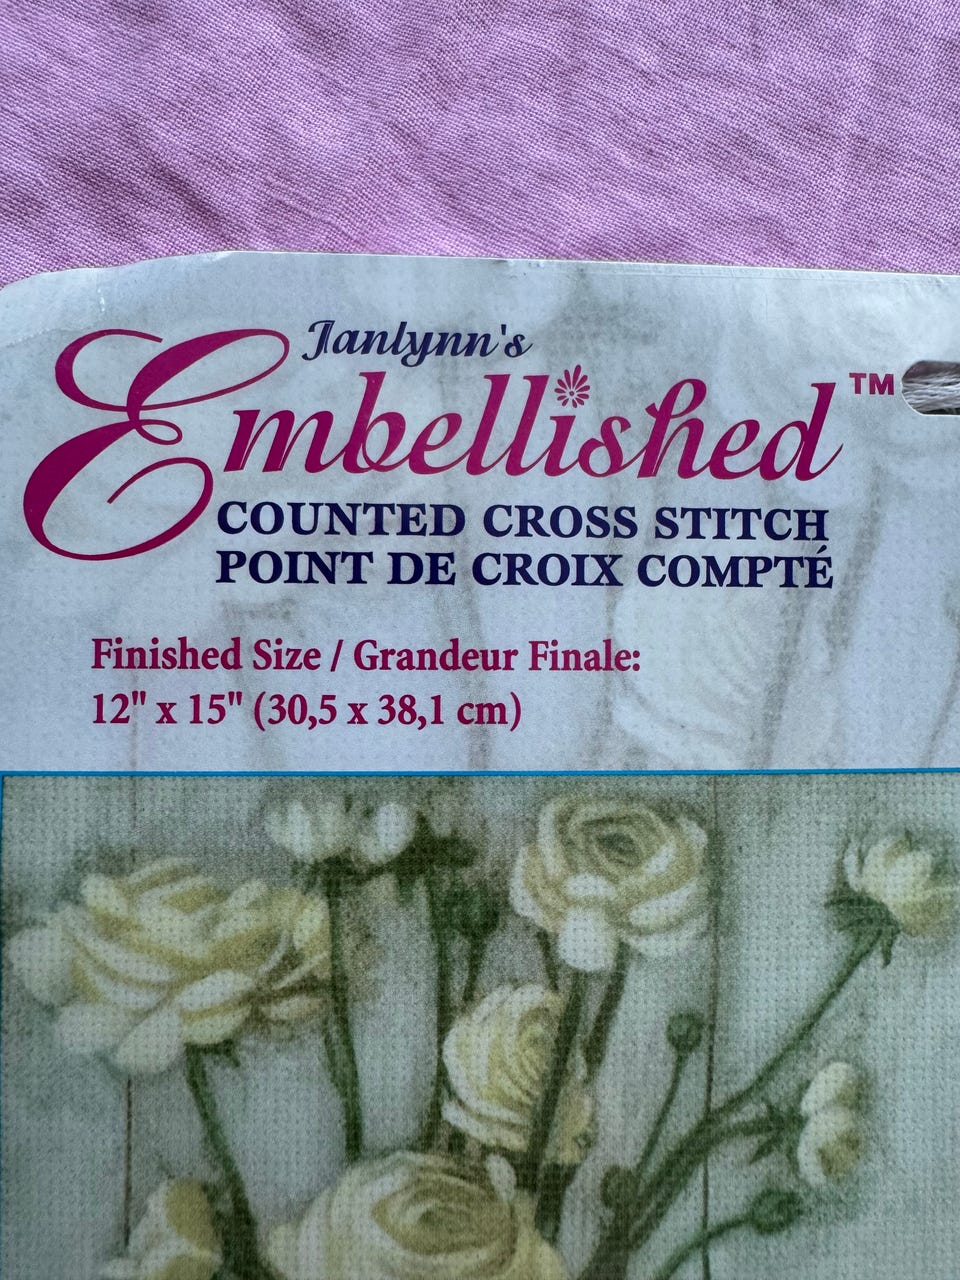 Janlynn's
Embellished™
COUNTED CROSS STITCH
POINT DE CROIX COMPTÉ
Finished Size / Grandeur Finale:
12" x 15" (30,5 x 38,1 cm)